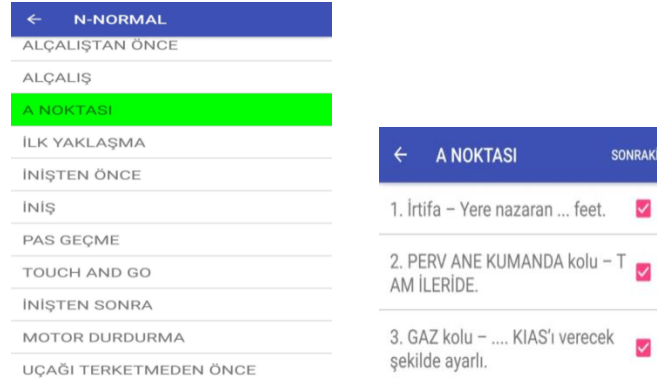 ← N-NORMAL
ALÇALIŞTAN ÖNCE
ALÇALIŞ
A NOKTASI
İLK YAKLAŞMA
İNİŞTEN ÖNCE
İNİŞ
PAS GEÇME
TOUCH AND GO
İNİŞTEN SONRA
MOTOR DURDURMA
UÇAĞI TERKETMEDEN ÖNCE
← A NOKTASI SONRAKİ
1. İrtifa – Yere nazaran ... feet.
2. PERV ANE KUMANDA kolu – T
AM İLERİDE.
3. GAZ kolu – .... KIAS’ı verecek
şekilde ayarlı.